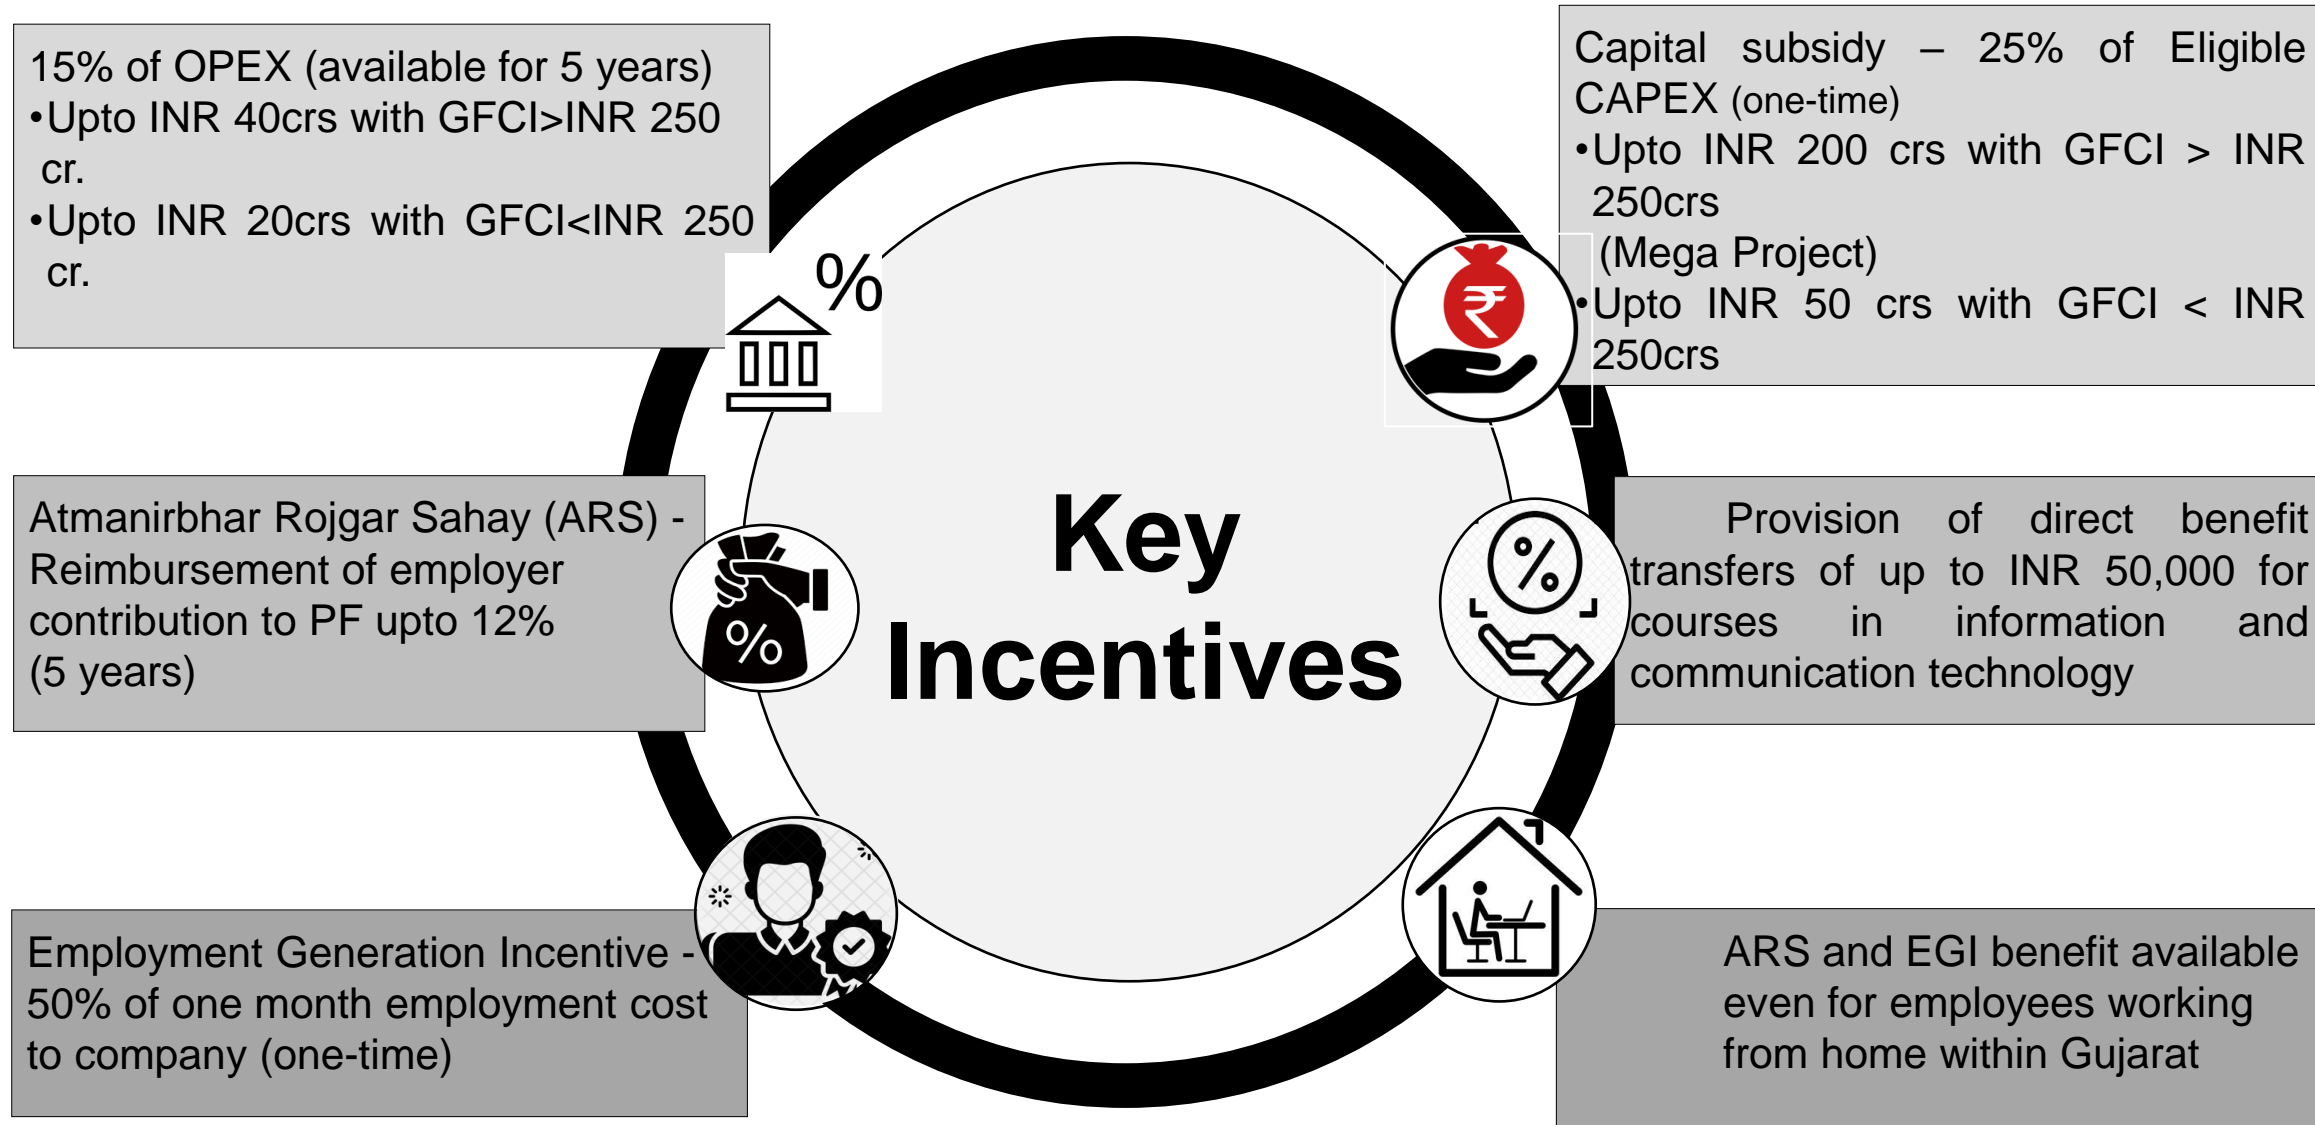 15% of OPEX (available for 5 years)
•Upto INR 40crs with GFCI>INR 250
cr.
•Upto INR 20crs with GFCI<INR 250
cr.
%
Capital subsidy – 25% of Eligible
CAPEX (one-time)
•Upto INR 200 crs with GFCI > INR
250crs
(Mega Project)
•Upto INR 50 crs with GFCI < INR
250crs
₹
Key
Incentives
Atmanirbhar Rojgar Sahay (ARS) -
Reimbursement of employer
contribution to PF upto 12%
(5 years)
%
%
Provision of direct benefit
transfers of up to INR 50,000 for
courses in information and
communication technology
Employment Generation Incentive -
50% of one month employment cost
to company (one-time)
ARS and EGI benefit available
even for employees working
from home within Gujarat